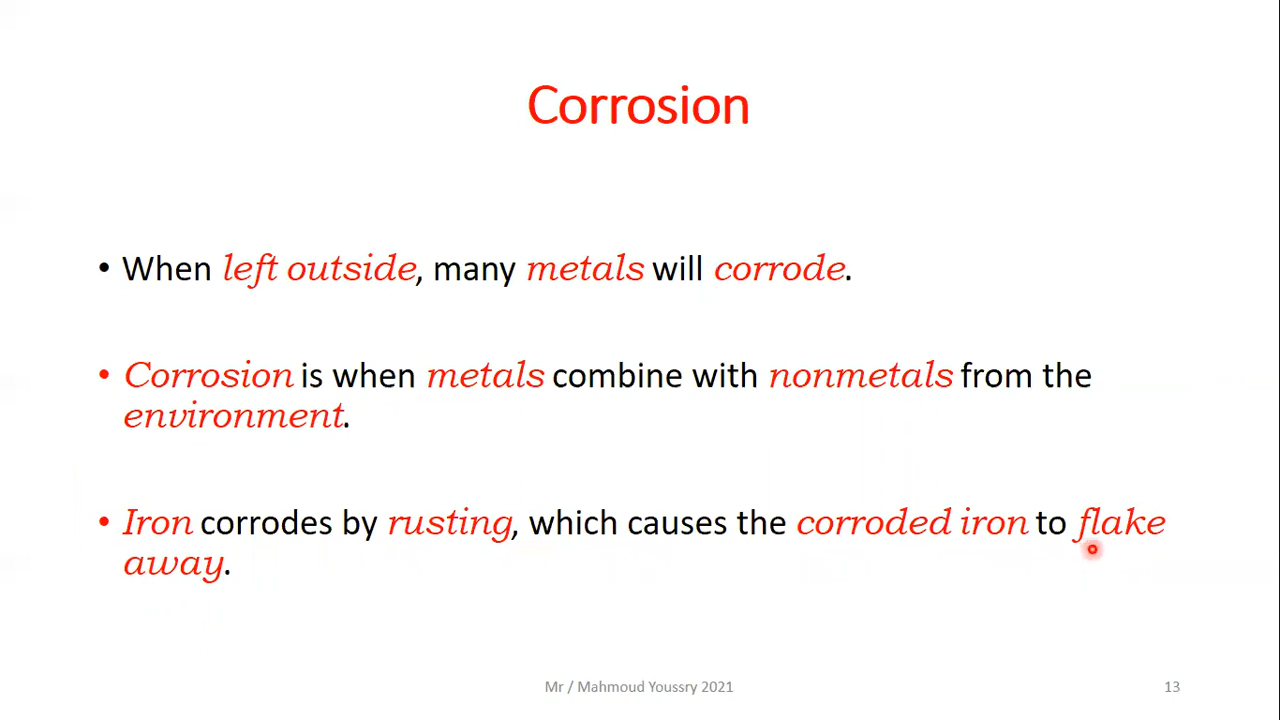 Corrosion
• When left outside, many metals will corrode.
• Corrosion is when metals combine with nonmetals from the
environment.
• Iron corrodes by rusting, which causes the corroded iron to flake
away.
Mr / Mahmoud Youssry 2021
13